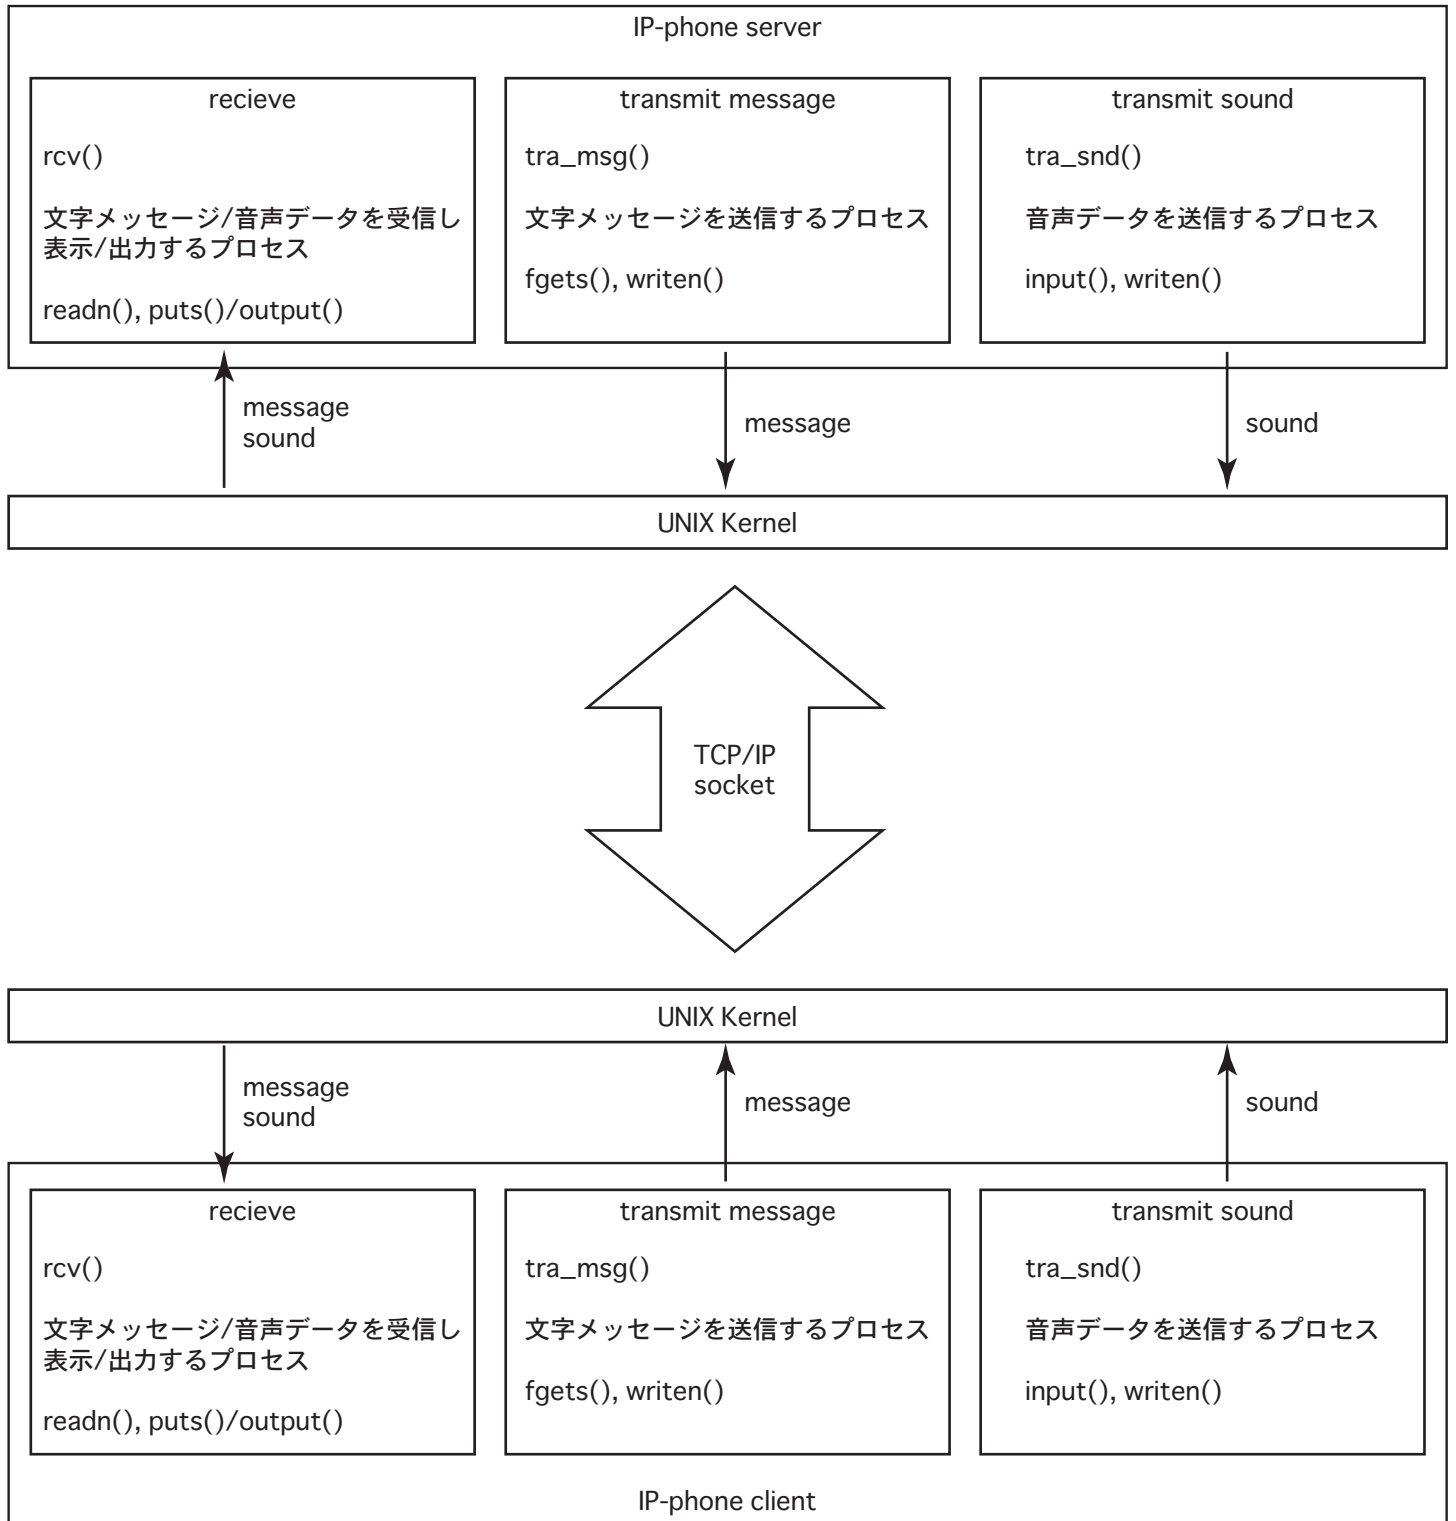 IP-phone server
recieve
rcv()
文字メッセージ/音声データを受信し
表示/出力するプロセス
readn(), puts()/output()
transmit message
tra_msg()
文字メッセージを送信するプロセス
fgets(), writen()
transmit sound
tra_snd()
音声データを送信するプロセス
input(), writen()
message
sound
message
sound
UNIX Kernel
TCP/IP
socket
UNIX Kernel
message
sound
message
sound
recieve
rcv()
文字メッセージ/音声データを受信し
表示/出力するプロセス
readn(), puts()/output()
transmit message
tra_msg()
文字メッセージを送信するプロセス
fgets(), writen()
transmit sound
tra_snd()
音声データを送信するプロセス
input(), writen()
IP-phone client